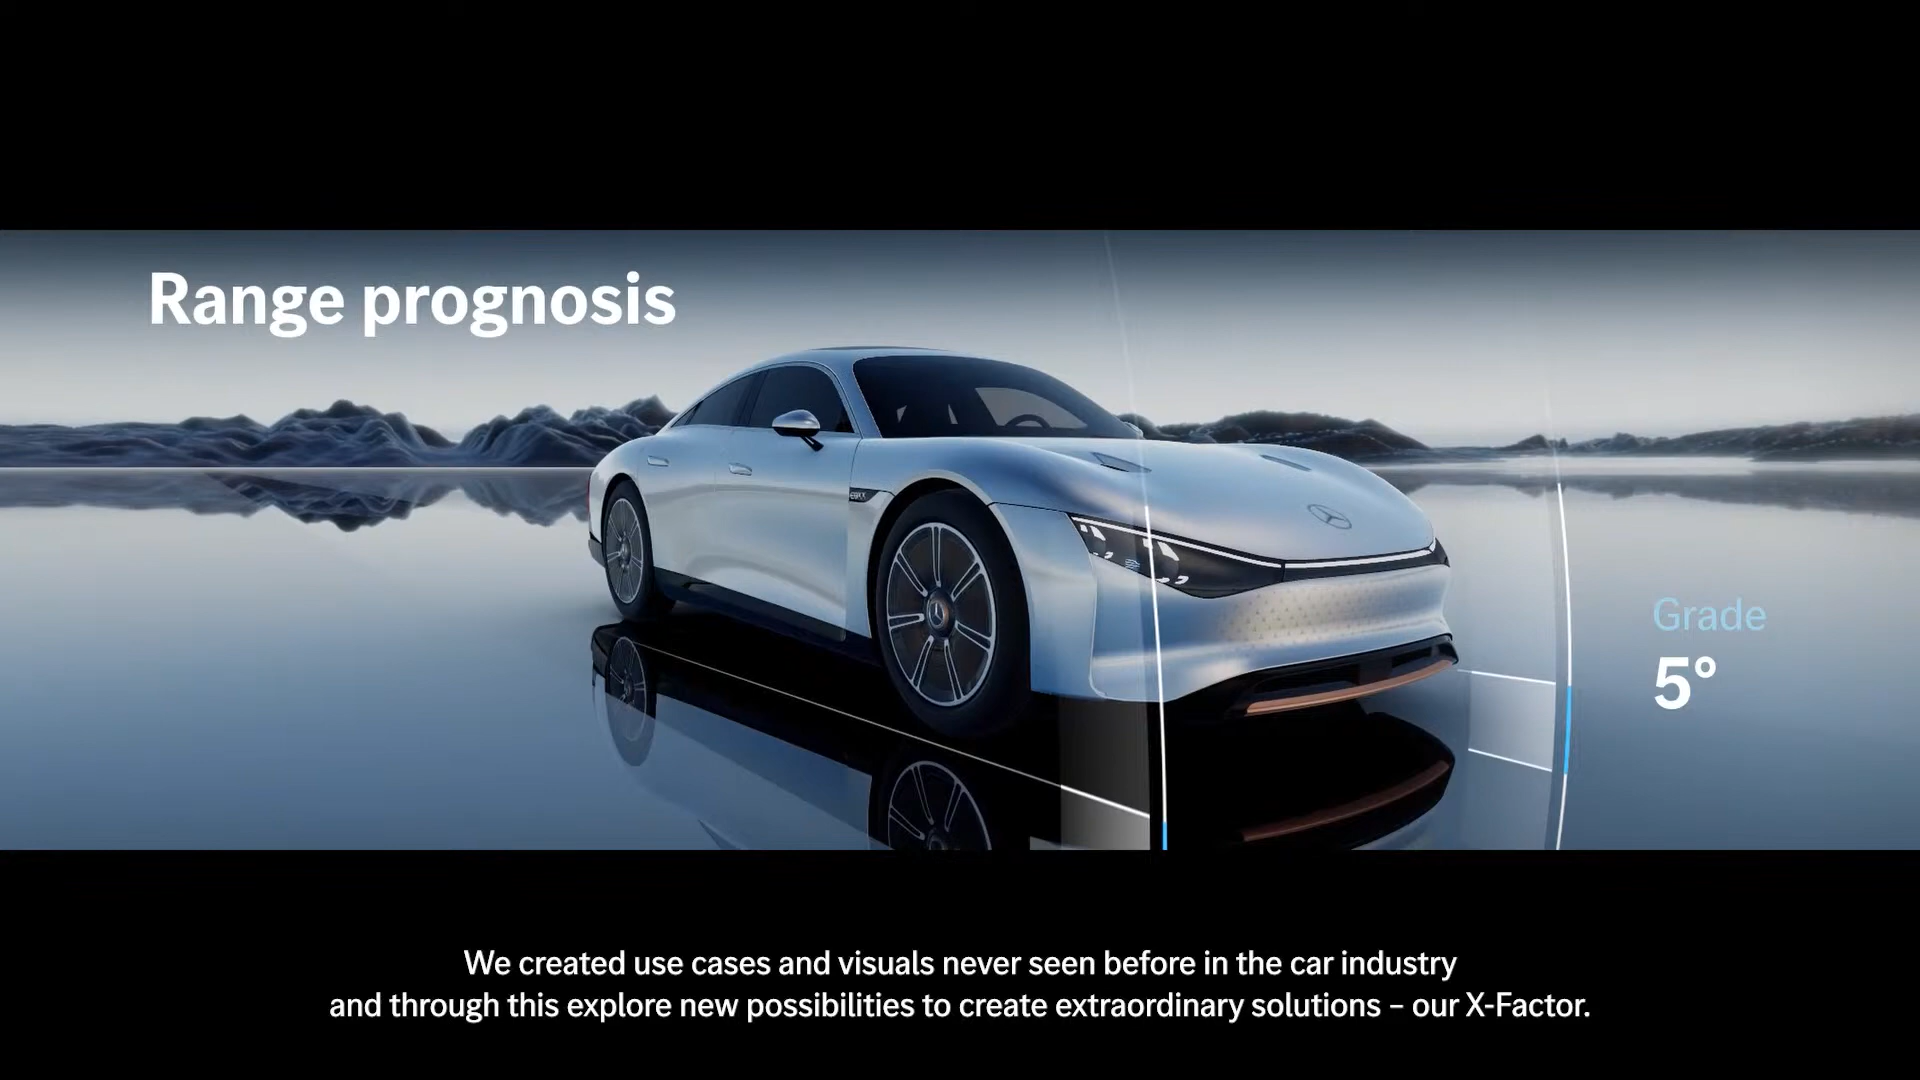 Range prognosis
Grade
5°
We created use cases and visuals never seen before in the car industry
and through this explore new possibilities to create extraordinary solutions – our X-Factor.